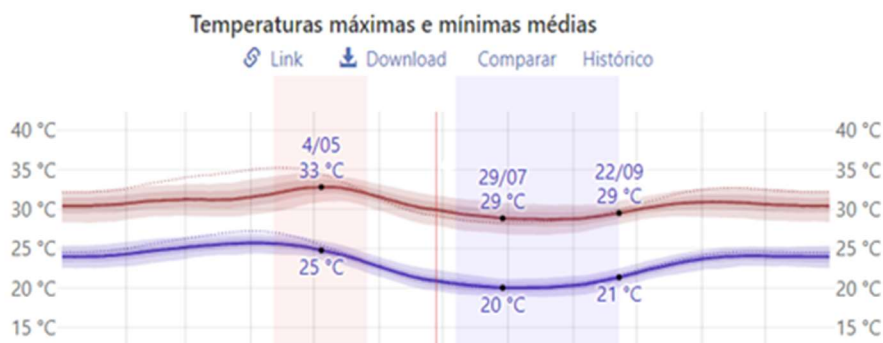 Temperaturas máximas e mínimas médias
Link Download Comparar Histórico
40 °C 40 °C
4/05
35 °C 33 °C 35 °C
29/07 22/09
30 °C 29 °C 29 °C 30 °C
25 °C 25 °C 25 °C
20 °C 20 °C 21 °C 20 °C
15 °C 15 °C